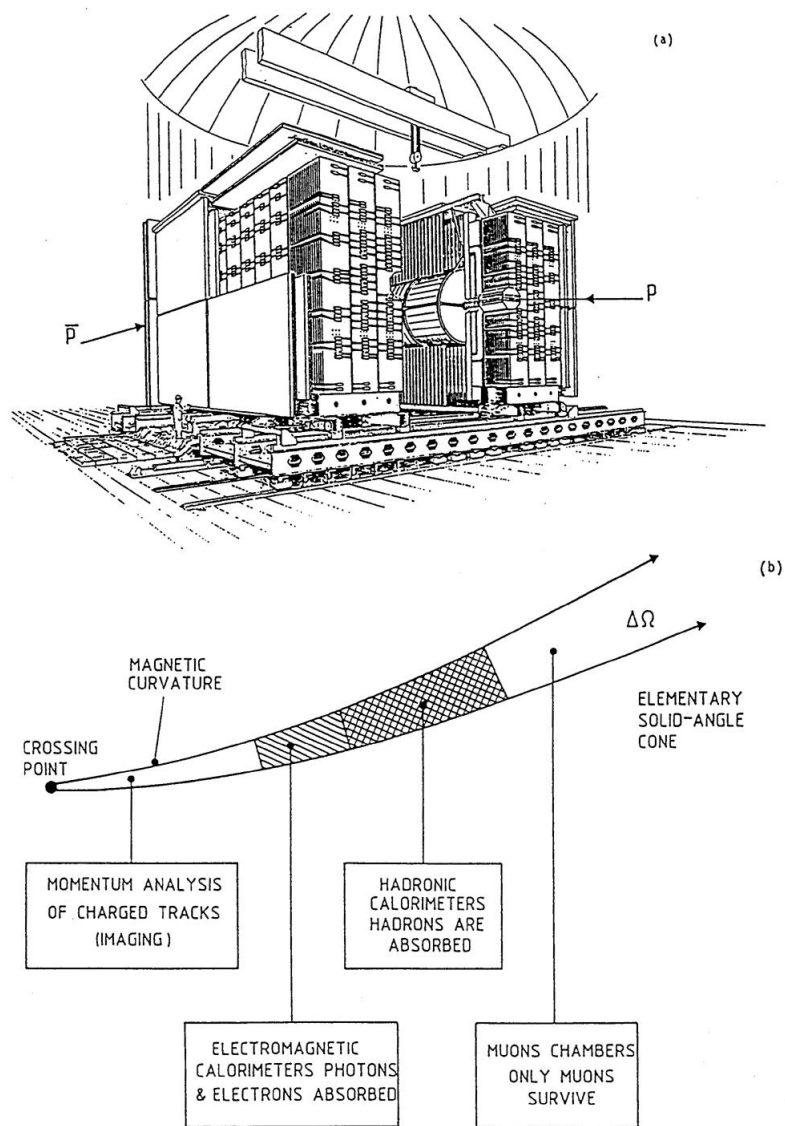 (a)
p̅
p
(b)
ΔΩ
MAGNETIC
CURVATURE
ELEMENTARY
SOLID-ANGLE
CONE
CROSSING
POINT
MOMENTUM ANALYSIS
OF CHARGED TRACKS
(IMAGING)
HADRONIC
CALORIMETERS
HADRONS ARE
ABSORBED
ELECTROMAGNETIC
CALORIMETERS PHOTONS
& ELECTRONS ABSORBED
MUONS CHAMBERS
ONLY MUONS
SURVIVE